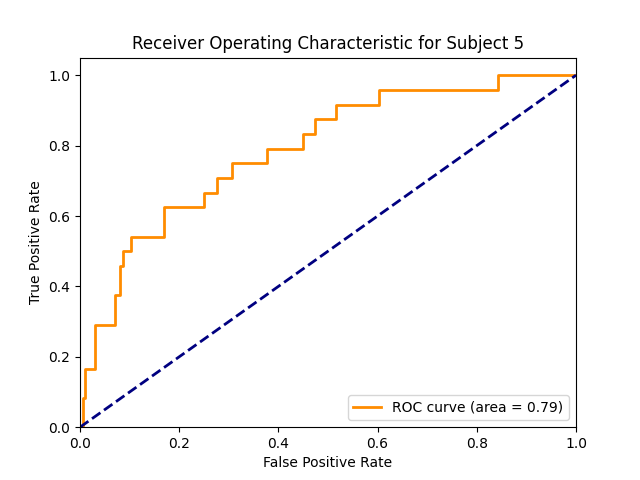 Receiver Operating Characteristic for Subject 5
1.0
0.8
0.6
0.4
0.2
0.0
True Positive Rate
ROC curve (area = 0.79)
0.0 0.2 0.4 0.6 0.8 1.0
False Positive Rate